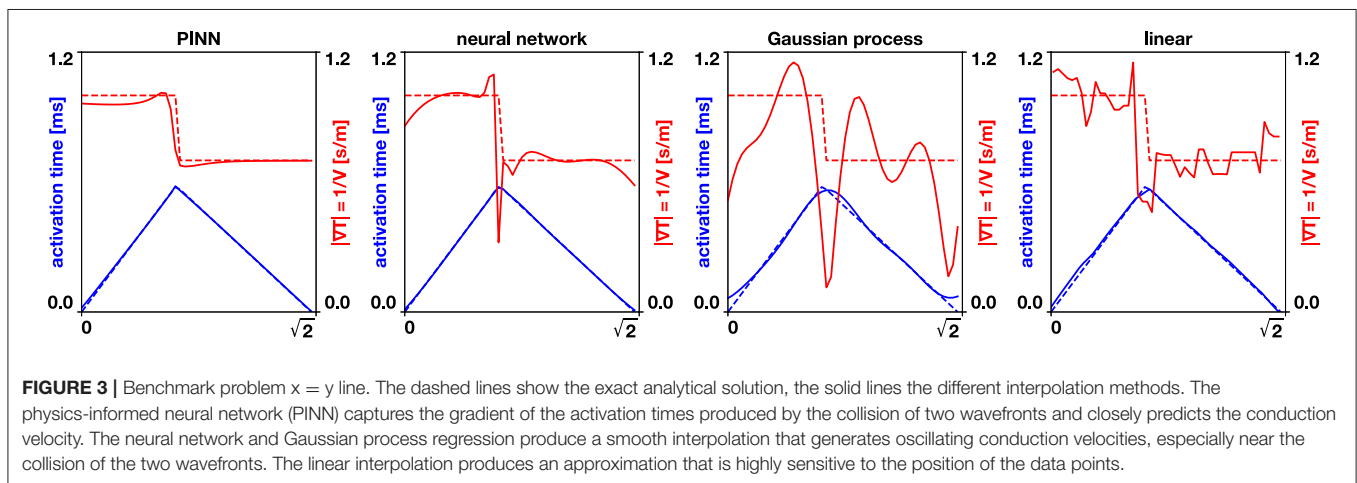 PINN
neural network
Gaussian process
linear
1.2
1.2
1.2
1.2
1.2
1.2
1.2
1.2
activation time [ms]
|∇T| = 1/V [s/m]
activation time [ms]
|∇T| = 1/V [s/m]
activation time [ms]
|∇T| = 1/V [s/m]
activation time [ms]
|∇T| = 1/V [s/m]
0.0
0.0
0.0
0.0
0.0
0.0
0.0
0.0
0
√2
0
√2
0
√2
0
√2
FIGURE 3 | Benchmark problem x = y line. The dashed lines show the exact analytical solution, the solid lines the different interpolation methods. The
physics-informed neural network (PINN) captures the gradient of the activation times produced by the collision of two wavefronts and closely predicts the conduction
velocity. The neural network and Gaussian process regression produce a smooth interpolation that generates oscillating conduction velocities, especially near the
collision of the two wavefronts. The linear interpolation produces an approximation that is highly sensitive to the position of the data points.